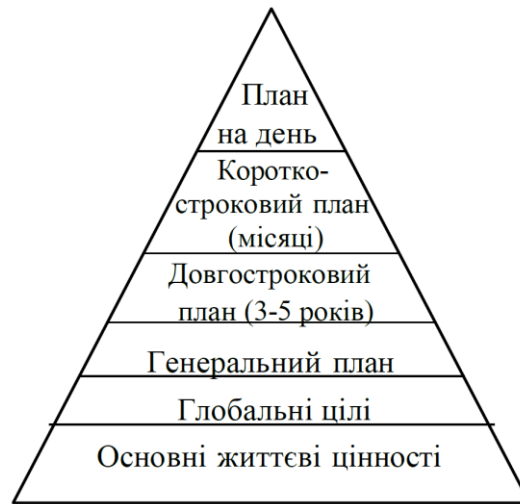 План
на день
Коротко-
строковий план
(місяці)
Довгостроковий
план (3-5 років)
Генеральний план
Глобальні цілі
Основні життєві цінності